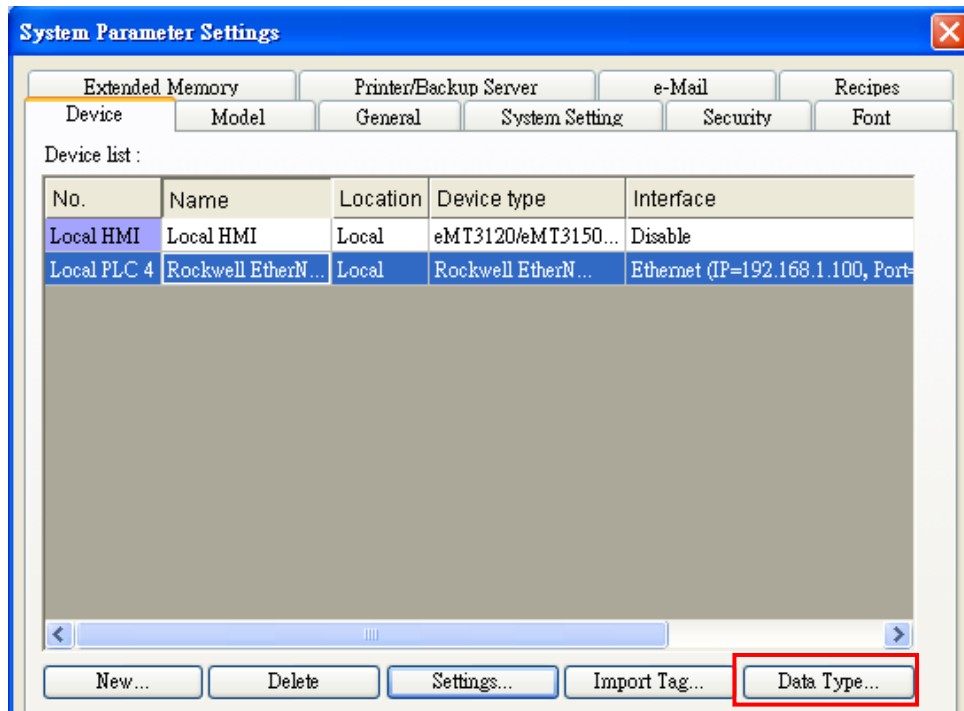 System Parameter Settings
Extended Memory Printer/Backup Server e-Mail Recipes
Device Model General System Setting Security Font
Device list :
No. Name Location Device type Interface
Local HMI Local HMI Local eMT3120/eMT3150... Disable
Local PLC 4 Rockwell EtherN... Local Rockwell EtherN... Ethernet (IP=192.168.1.100, Port=
New... Delete Settings... Import Tag... Data Type...